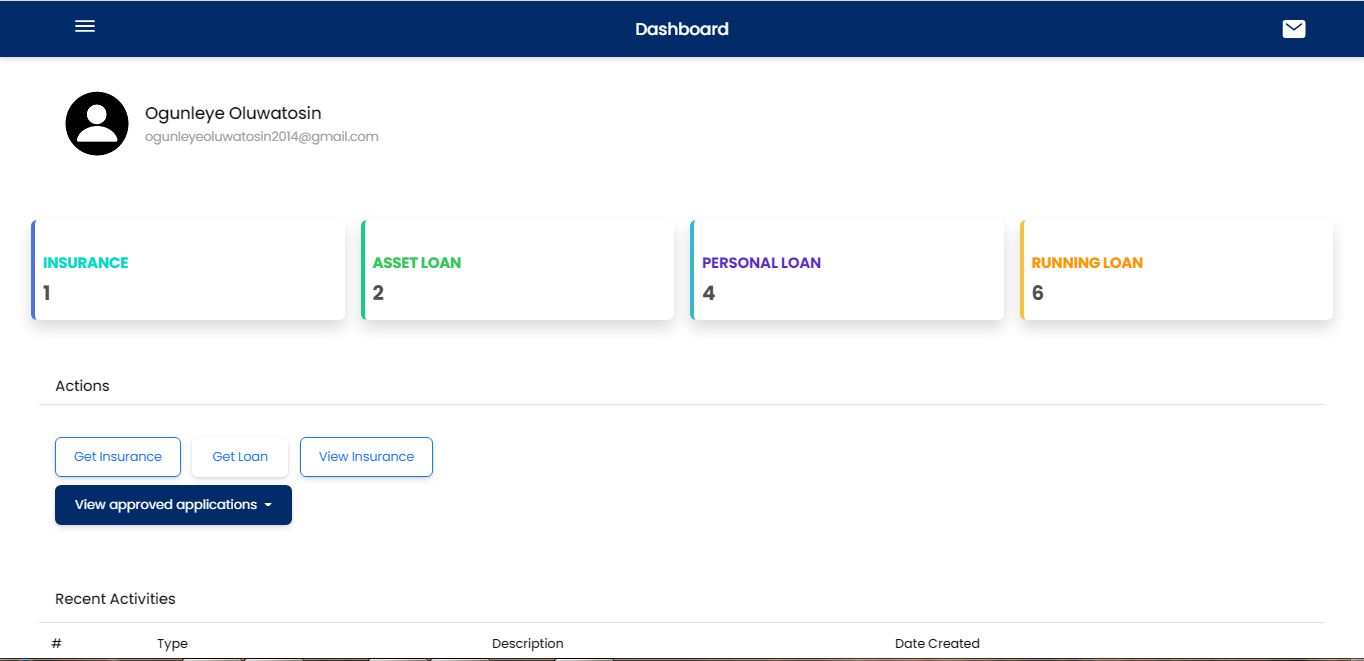 Dashboard
Ogunleye Oluwatosin
ogunleyeoluwatosin2014@gmail.com
INSURANCE
1
ASSET LOAN
2
PERSONAL LOAN
4
RUNNING LOAN
6
Actions
Get Insurance
Get Loan
View Insurance
View approved applications
Recent Activities
# Type Description Date Created